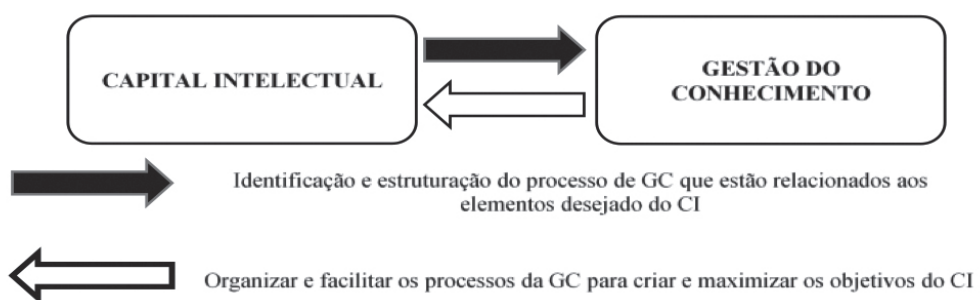 CAPITAL INTELECTUAL
GESTÃO DO
CONHECIMENTO
Identificação e estruturação do processo de GC que estão relacionados aos
elementos desejado do CI
Organizar e facilitar os processos da GC para criar e maximizar os objetivos do CI